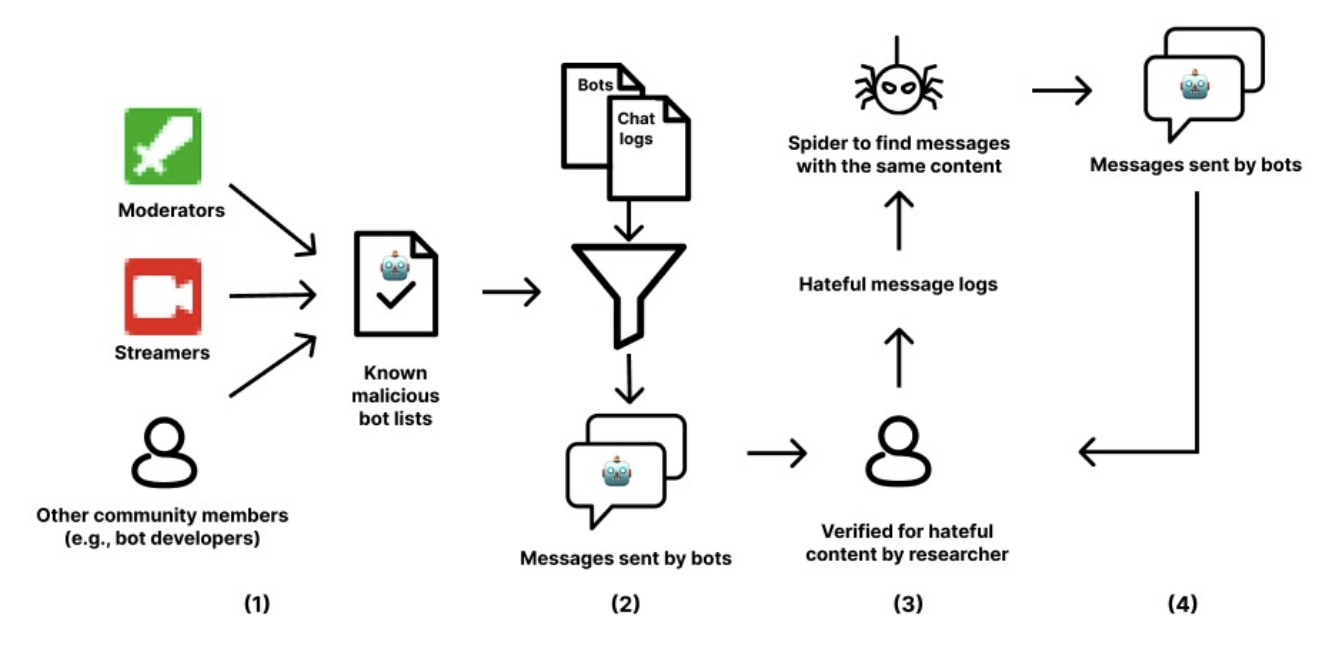 Moderators
Streamers
Other community members
(e.g., bot developers)
(1)
Known
malicious
bot lists
Bots
Chat
logs
Messages sent by bots
(2)
Spider to find messages
with the same content
Hateful message logs
Verified for hateful
content by researcher
(3)
Messages sent by bots
(4)